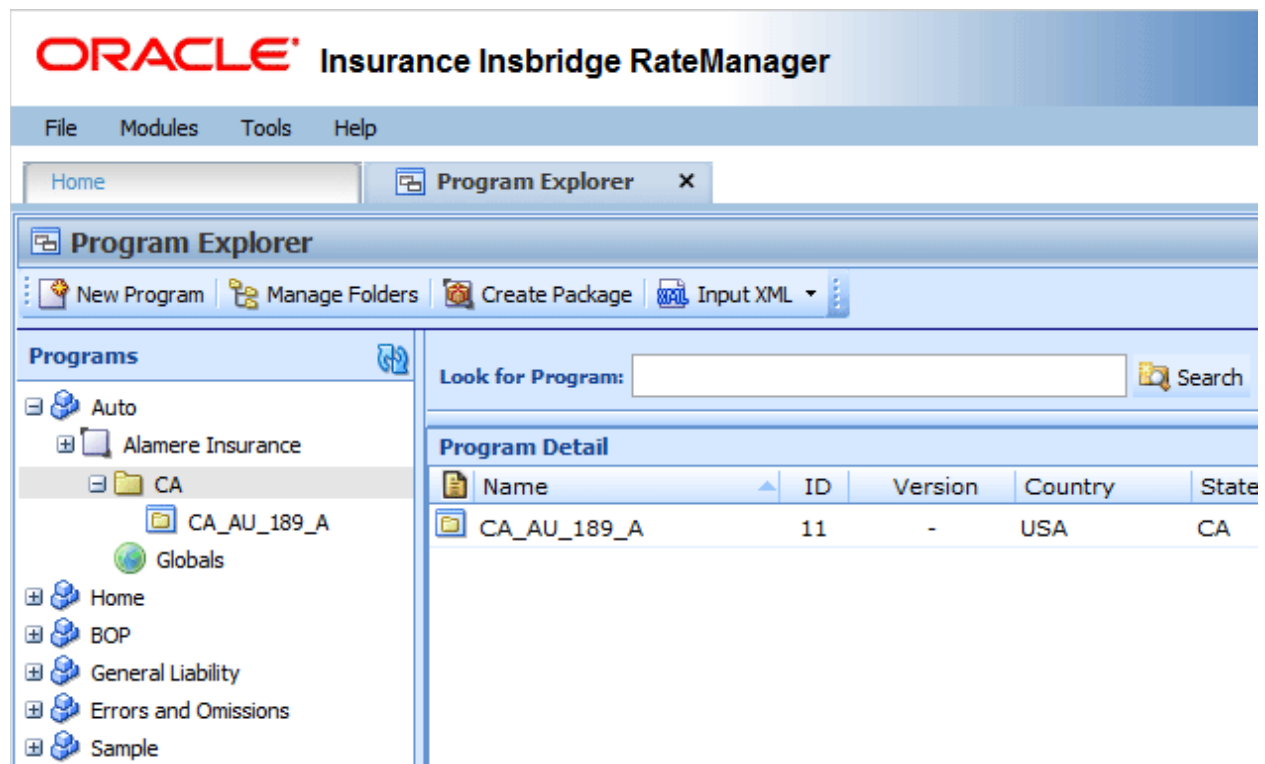 ORACLE Insurance Insbridge RateManager
File Modules Tools Help
Home Program Explorer ×
Program Explorer
New Program Manage Folders Create Package XML Input XML
Programs
Look for Program: Search
Auto
Alamere Insurance
CA
CA_AU_189_A
Globals
Home
BOP
General Liability
Errors and Omissions
Sample
Program Detail
Name ID Version Country State
CA_AU_189_A 11 - USA CA